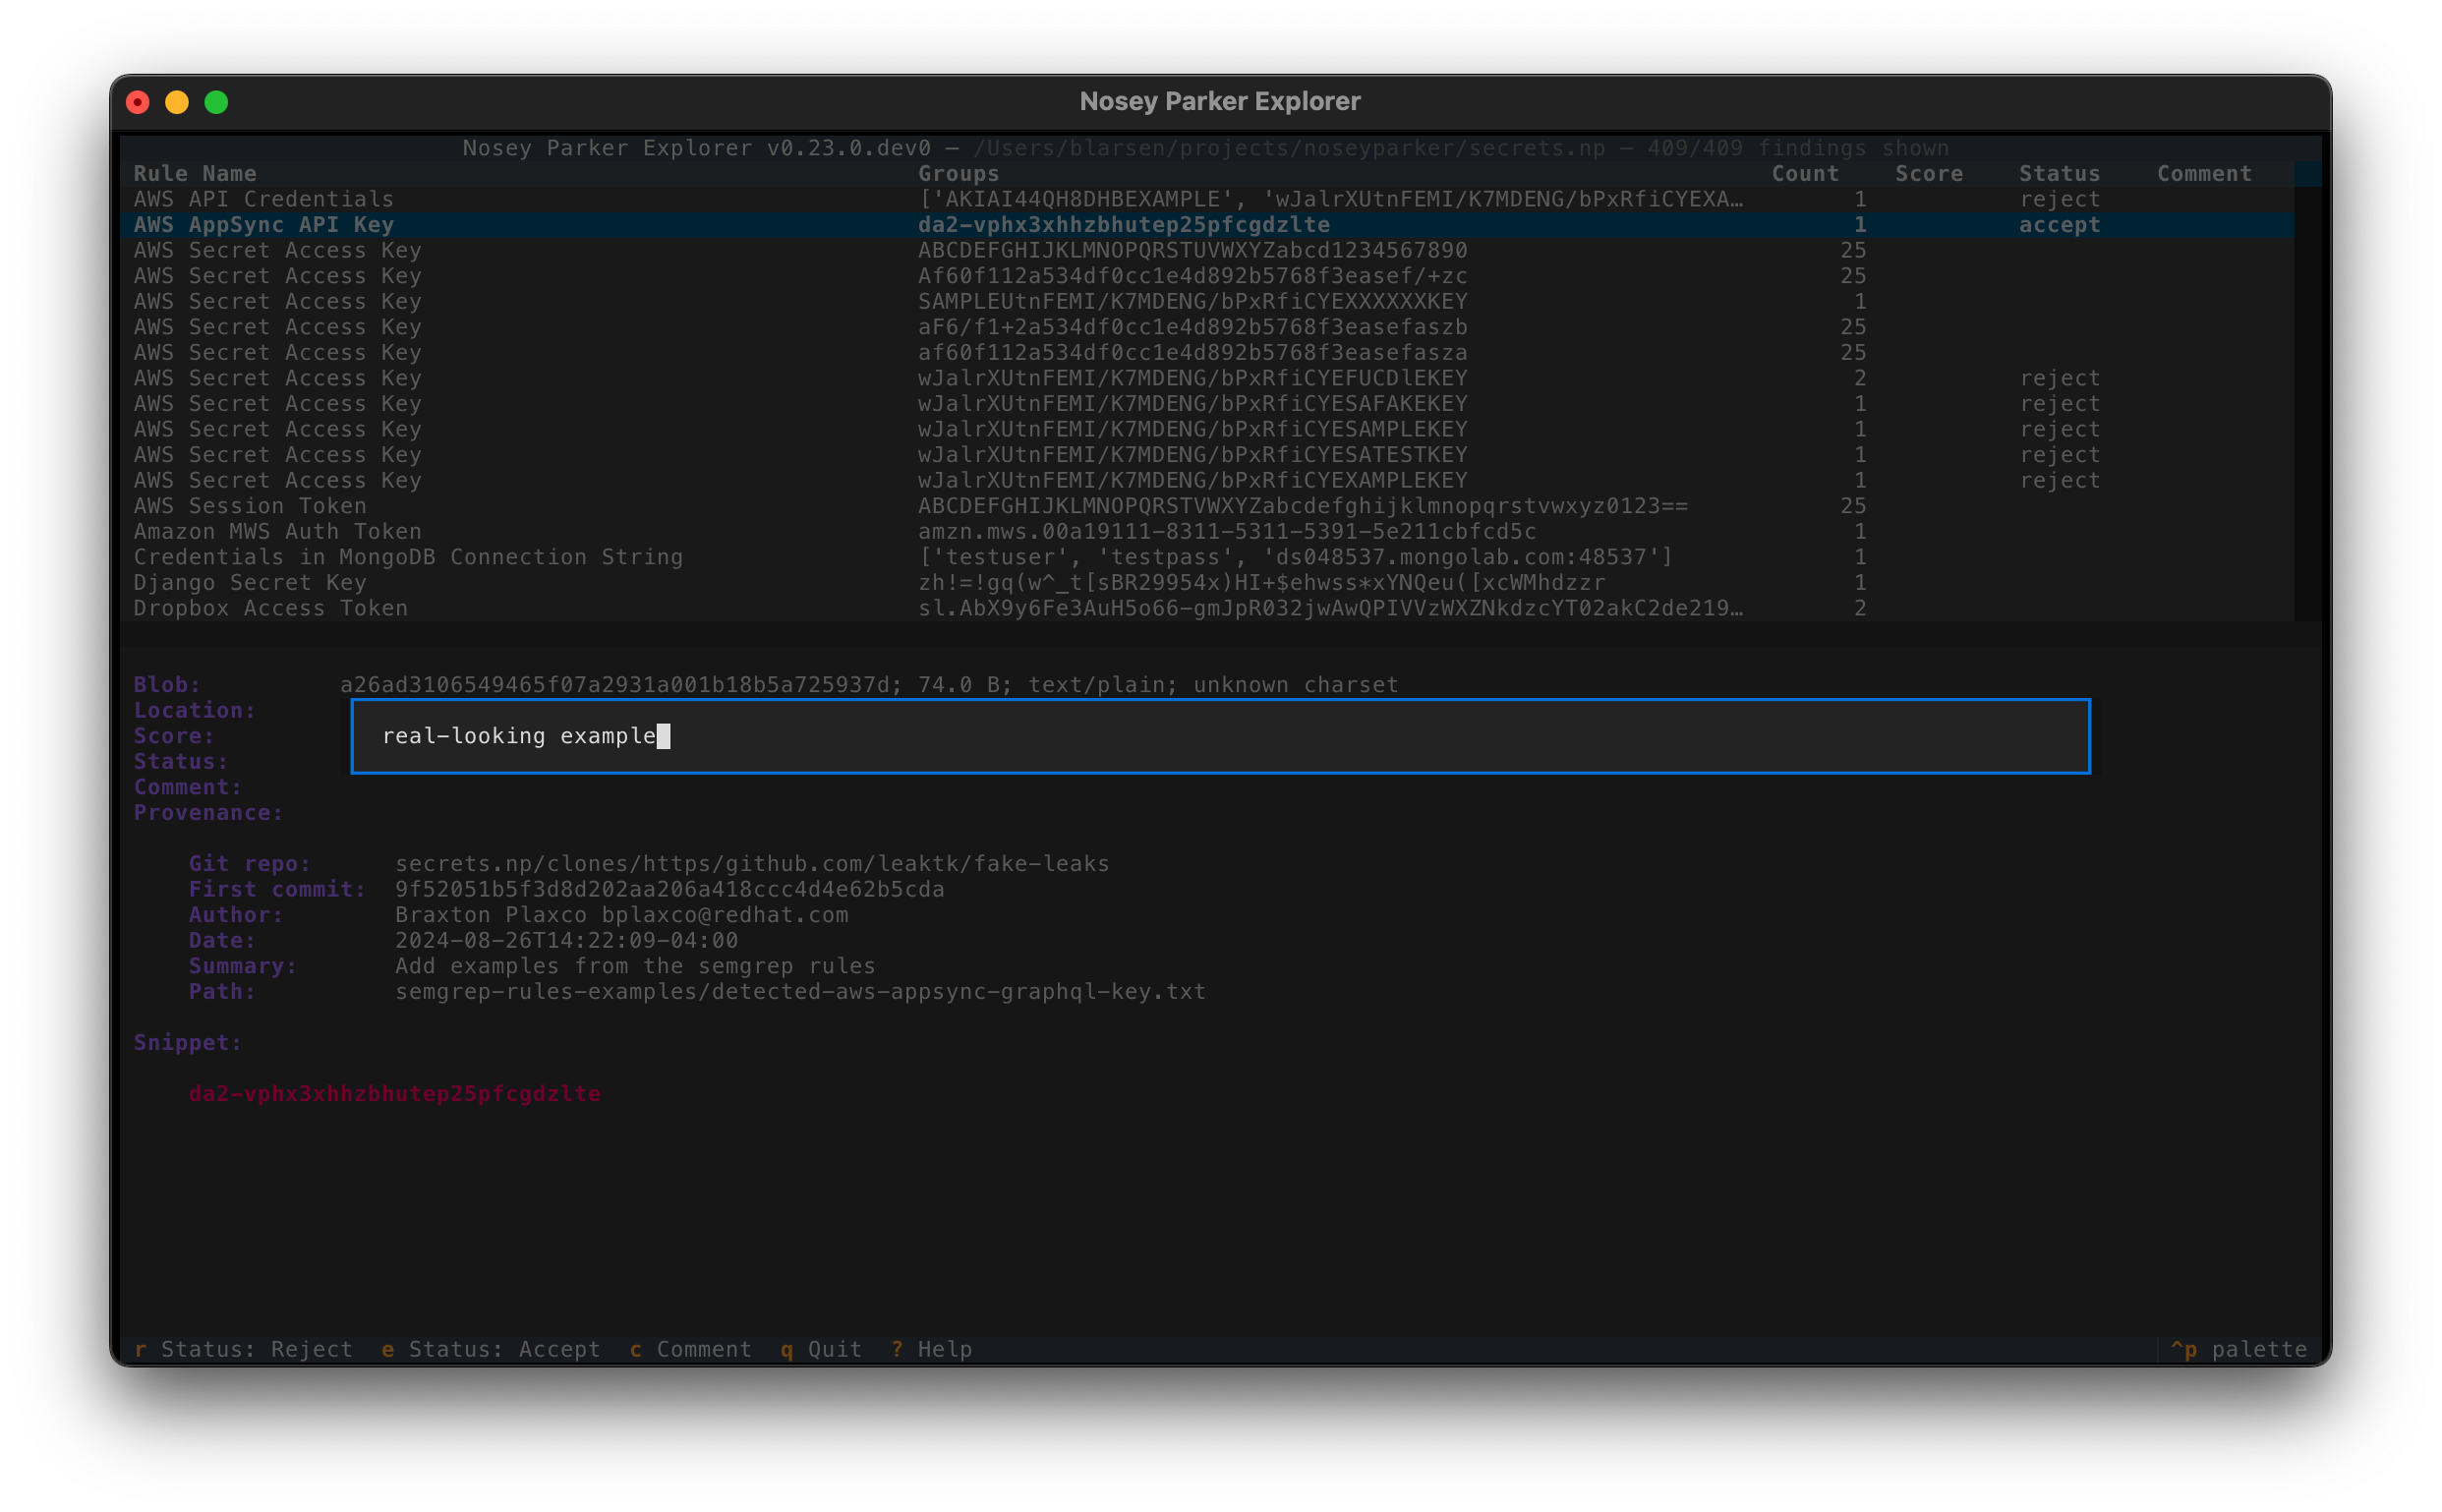 Nosey Parker Explorer
Nosey Parker Explorer v0.23.0.dev0 — /Users/blarsen/projects/noseyparker/secrets.np — 409/409 findings shown
Rule Name Groups Count Score Status Comment
AWS API Credentials ['AKIAI44QH8DHBEXAMPLE', 'wJalrXUtnFEMI/K7MDENG/bPxRfiCYEXA… 1 reject
AWS AppSync API Key da2-vphx3xhhzbhutep25pfcgdzlte 1 accept
AWS Secret Access Key ABCDEFGHIJKLMNOPQRSTUVWXYZabcd1234567890 25
AWS Secret Access Key Af60f112a534df0cc1e4d892b5768f3easef/+zc 25
AWS Secret Access Key SAMPLEUtnFEMI/K7MDENG/bPxRfiCYEXXXXXXKEY 1
AWS Secret Access Key aF6/f1+2a534df0cc1e4d892b5768f3easefaszb 25
AWS Secret Access Key af60f112a534df0cc1e4d892b5768f3easefasza 25
AWS Secret Access Key wJalrXUtnFEMI/K7MDENG/bPxRfiCYEFUCDlEKEY 2 reject
AWS Secret Access Key wJalrXUtnFEMI/K7MDENG/bPxRfiCYESAFAKEKEY 1 reject
AWS Secret Access Key wJalrXUtnFEMI/K7MDENG/bPxRfiCYESAMPLEKEY 1 reject
AWS Secret Access Key wJalrXUtnFEMI/K7MDENG/bPxRfiCYESATESTKEY 1 reject
AWS Secret Access Key wJalrXUtnFEMI/K7MDENG/bPxRfiCYEXAMPLEKEY 1 reject
AWS Session Token ABCDEFGHIJKLMNOPQRSTVWXYZabcdefghijklmnopqrstvwxyz0123== 25
Amazon MWS Auth Token amzn.mws.00a19111-8311-5311-5391-5e211cbfcd5c 1
Credentials in MongoDB Connection String ['testuser', 'testpass', 'ds048537.mongolab.com:48537'] 1
Django Secret Key zh!=!gq(w^_t[sBR29954x)HI+$ehwss*xYNQeu([xcWMhdzzr 1
Dropbox Access Token sl.AbX9y6Fe3AuH5o66-gmJpR032jwAwQPIVVzWXZNkdzcYT02akC2de219… 2
Blob: a26ad3106549465f07a2931a001b18b5a725937d; 74.0 B; text/plain; unknown charset
Location:
Score:
real-looking example
Status:
Comment:
Provenance:
Git repo: secrets.np/clones/https/github.com/leaktk/fake-leaks
First commit: 9f52051b5f3d8d202aa206a418ccc4d4e62b5cda
Author: Braxton Plaxco bplaxco@redhat.com
Date: 2024-08-26T14:22:09-04:00
Summary: Add examples from the semgrep rules
Path: semgrep-rules-examples/detected-aws-appsync-graphql-key.txt
Snippet:
da2-vphx3xhhzbhutep25pfcgdzlte
r Status: Reject e Status: Accept c Comment q Quit ? Help ^p palette